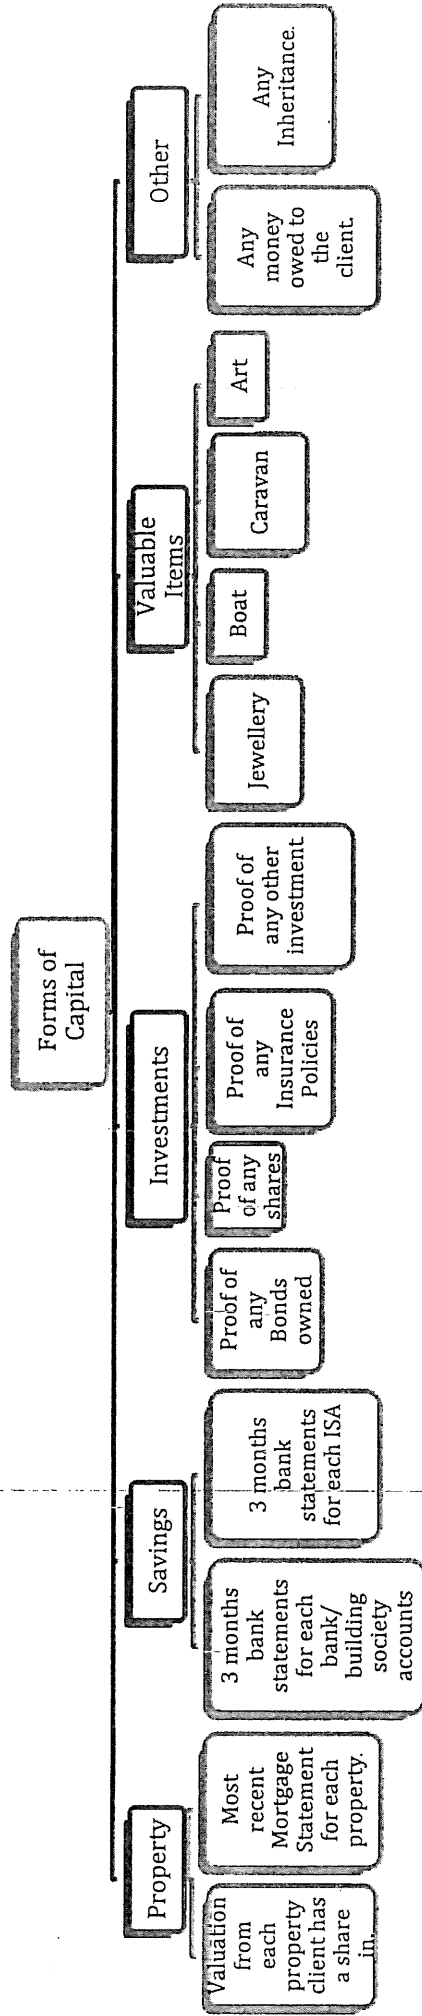 Forms of
Capital
Property
Savings
Investments
Valuable
Items
Other
Valuation
from
each
property
client has
a share
in.
Most
recent
Mortgage
Statement
for each
property.
3 months
bank
statements
for each
bank/
building
society
accounts
3 months
bank
statements
for each ISA
Proof of
any
Bonds
owned
Proof
of any
shares
Proof of
any
Insurance
Policies
Proof of
any other
investment
Jewellery
Boat
Caravan
Art
Any
money
owed to
the
client.
Any
Inheritance.